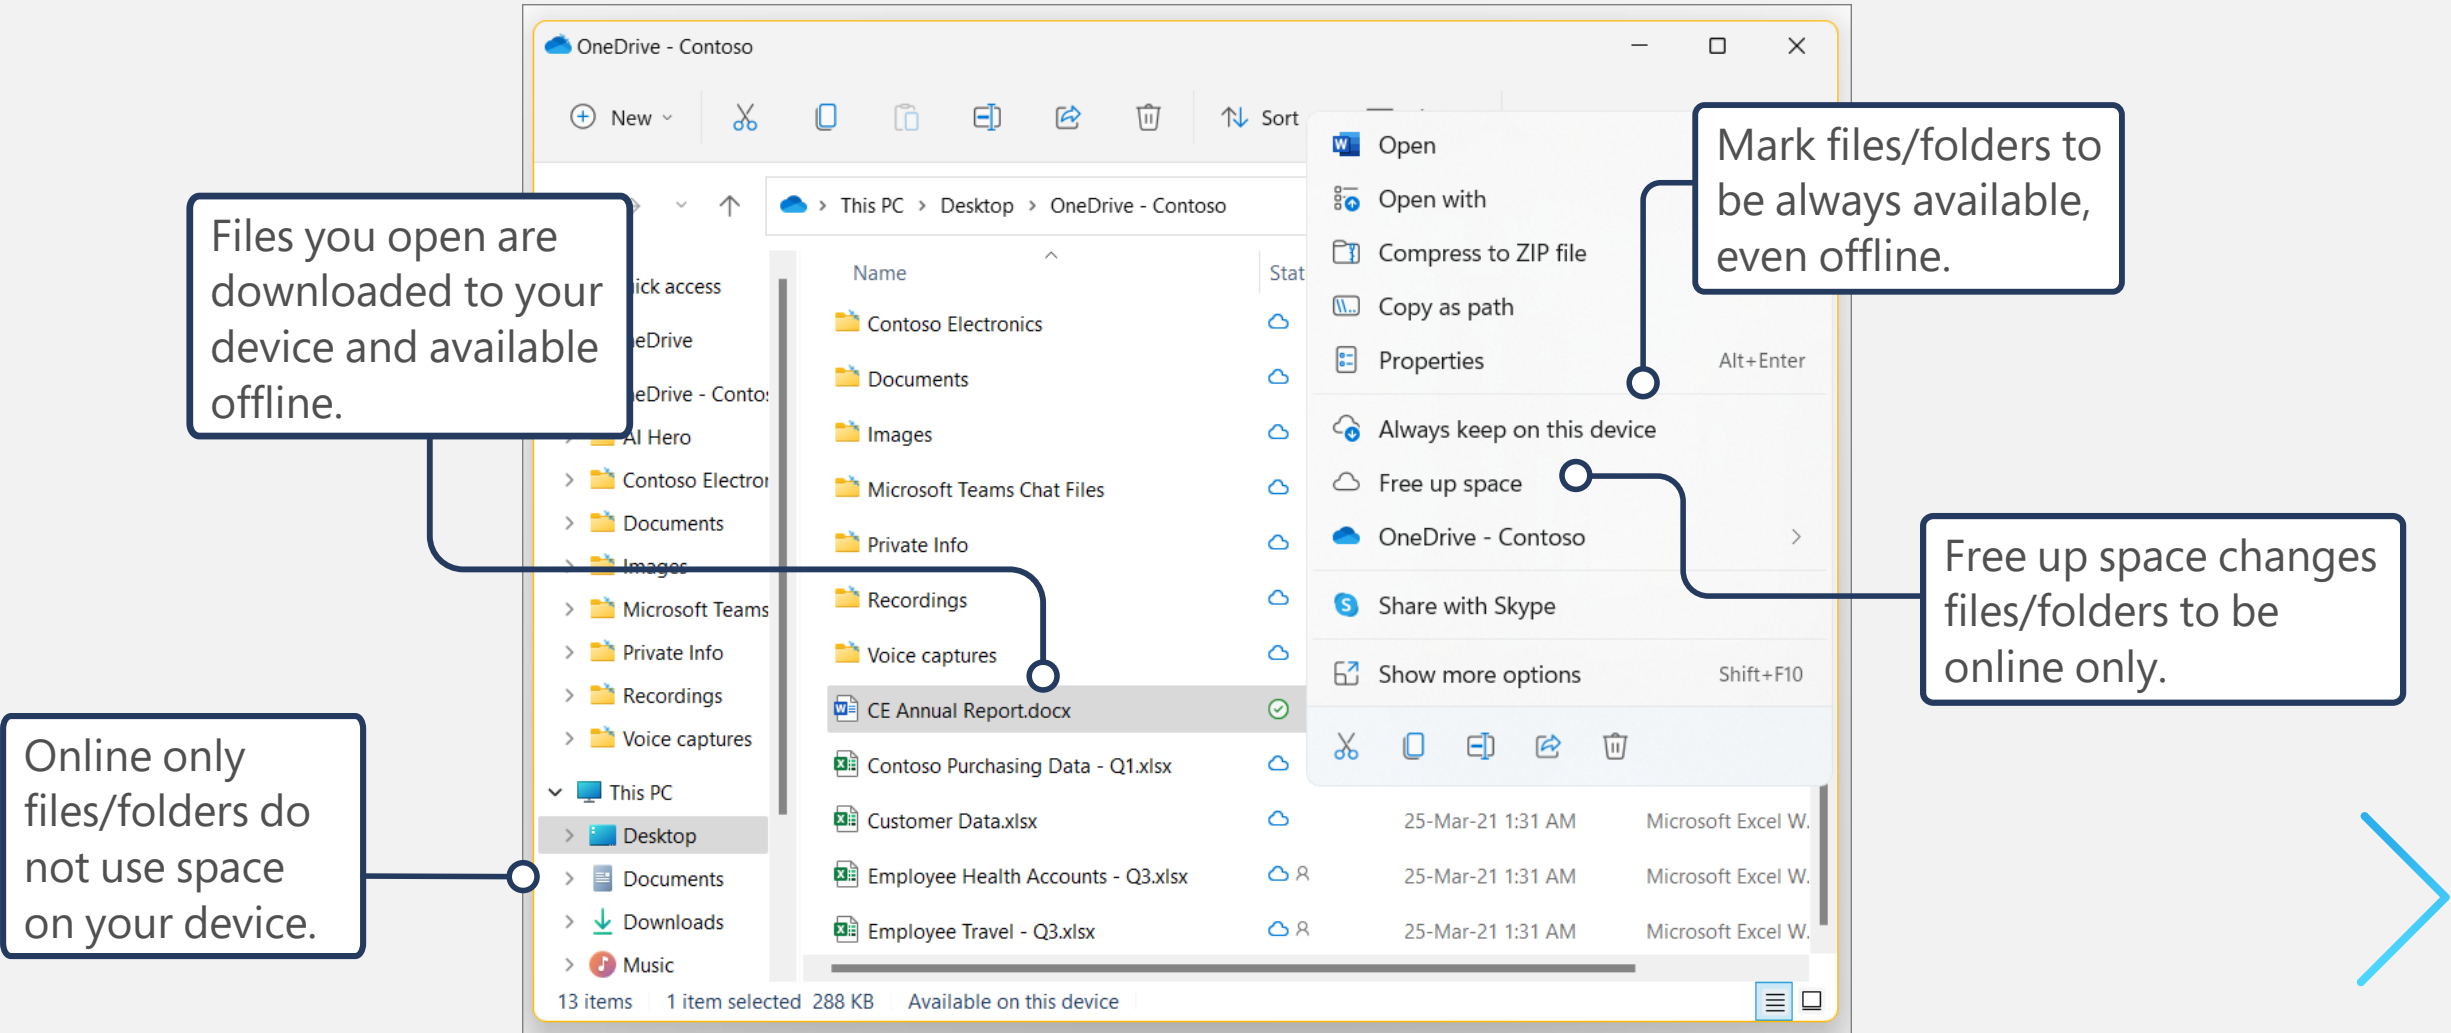 OneDrive - Contoso
New
Sort
This PC > Desktop > OneDrive - Contoso
Files you open are
downloaded to your
device and available
offline.
Mark files/folders to
be always available,
even offline.
Free up space changes
files/folders to be
online only.
Online only
files/folders do
not use space
on your device.
ick access
eDrive
eDrive - Conto
AI Hero
Contoso Electro
Documents
Images
Microsoft Teams
Private Info
Recordings
Voice captures
This PC
Desktop
Documents
Downloads
Music
Name Stat
Contoso Electronics
Documents
Images
Microsoft Teams Chat Files
Private Info
Recordings
Voice captures
CE Annual Report.docx
Contoso Purchasing Data - Q1.xlsx
Customer Data.xlsx 25-Mar-21 1:31 AM Microsoft Excel W.
Employee Health Accounts - Q3.xlsx 25-Mar-21 1:31 AM Microsoft Excel W.
Employee Travel - Q3.xlsx 25-Mar-21 1:31 AM Microsoft Excel W.
Open
Open with
Compress to ZIP file
Copy as path
Properties Alt+Enter
Always keep on this device
Free up space
OneDrive - Contoso
Share with Skype
Show more options Shift+F10
13 items 1 item selected 288 KB Available on this device